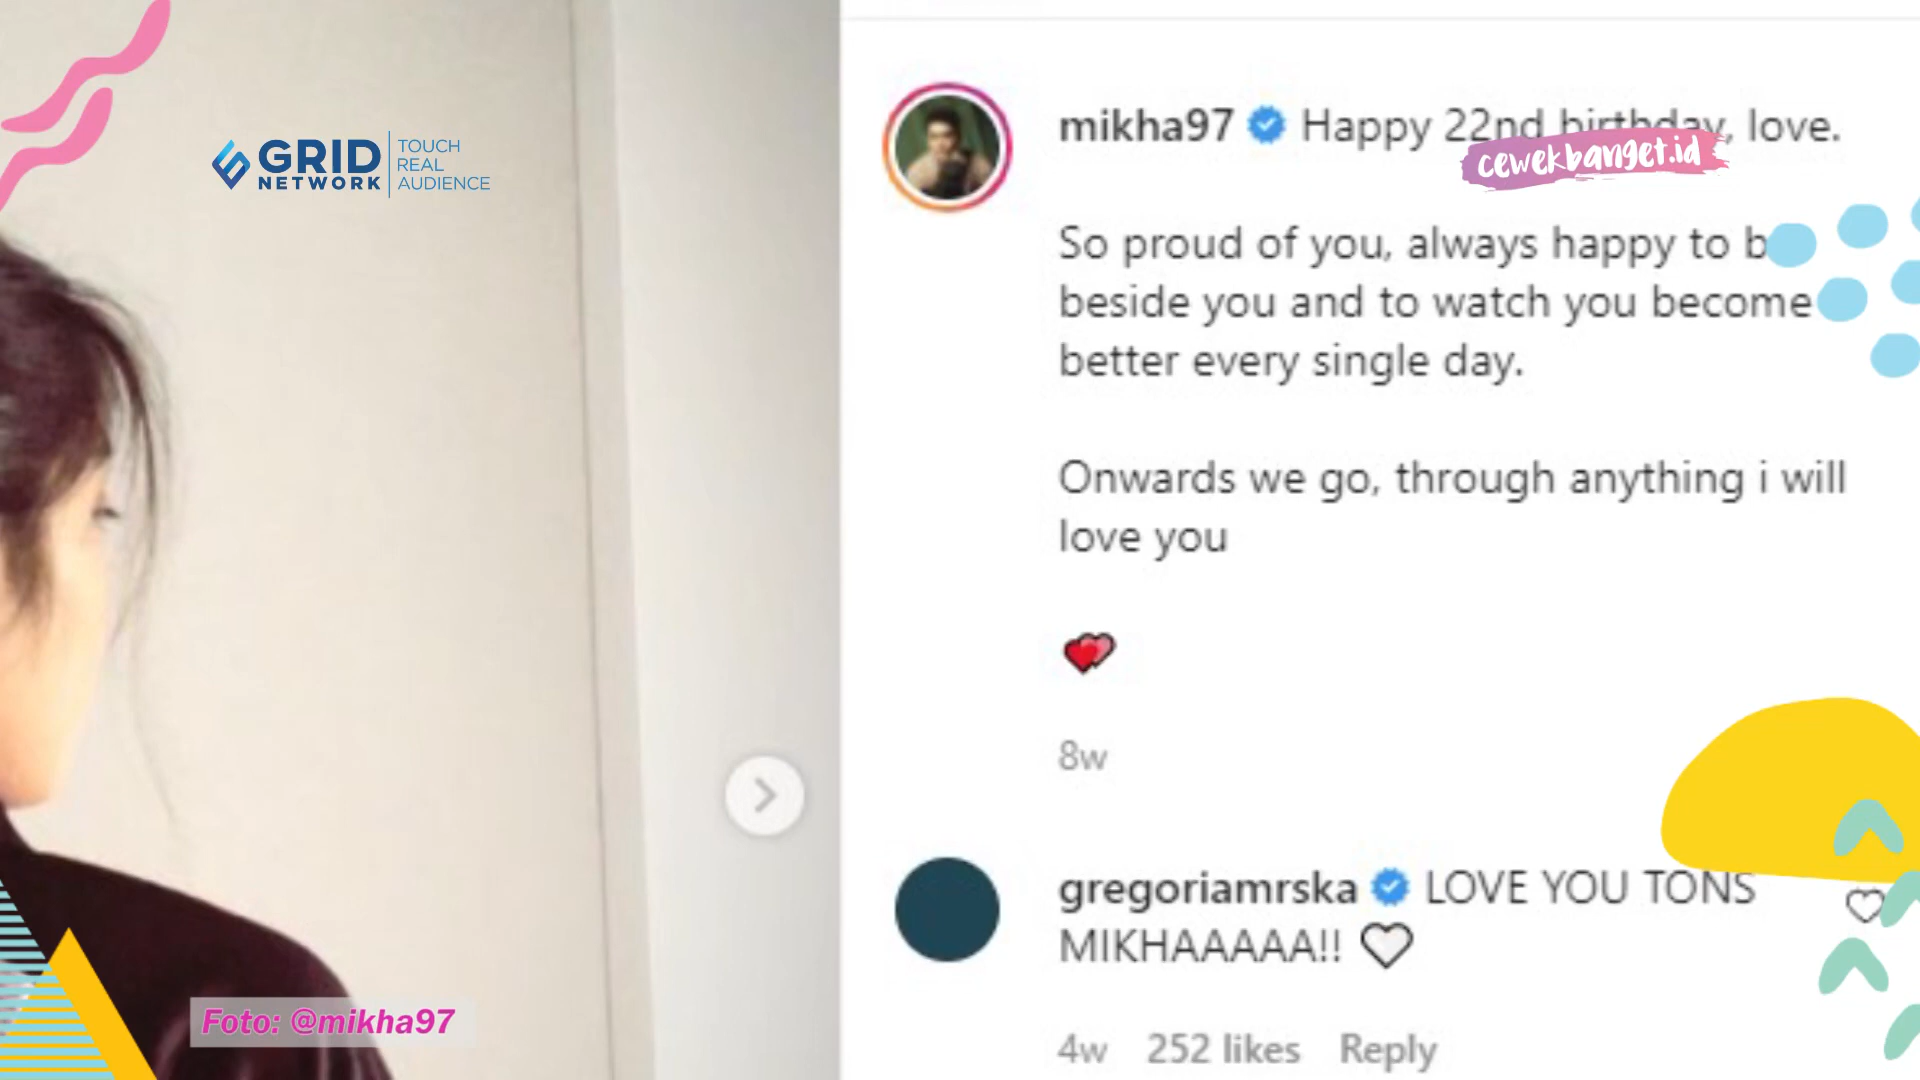 GRID
NETWORK
TOUCH
REAL
AUDIENCE
mikha97 Happy 22nd birthday, love.
cewekbanget.id
So proud of you, always happy to b
beside you and to watch you become
better every single day.
Onwards we go, through anything i will
love you
8w
gregoriamrska LOVE YOU TONS
MIKHAAAAA!!
4w 252 likes Reply
Foto: @mikha97